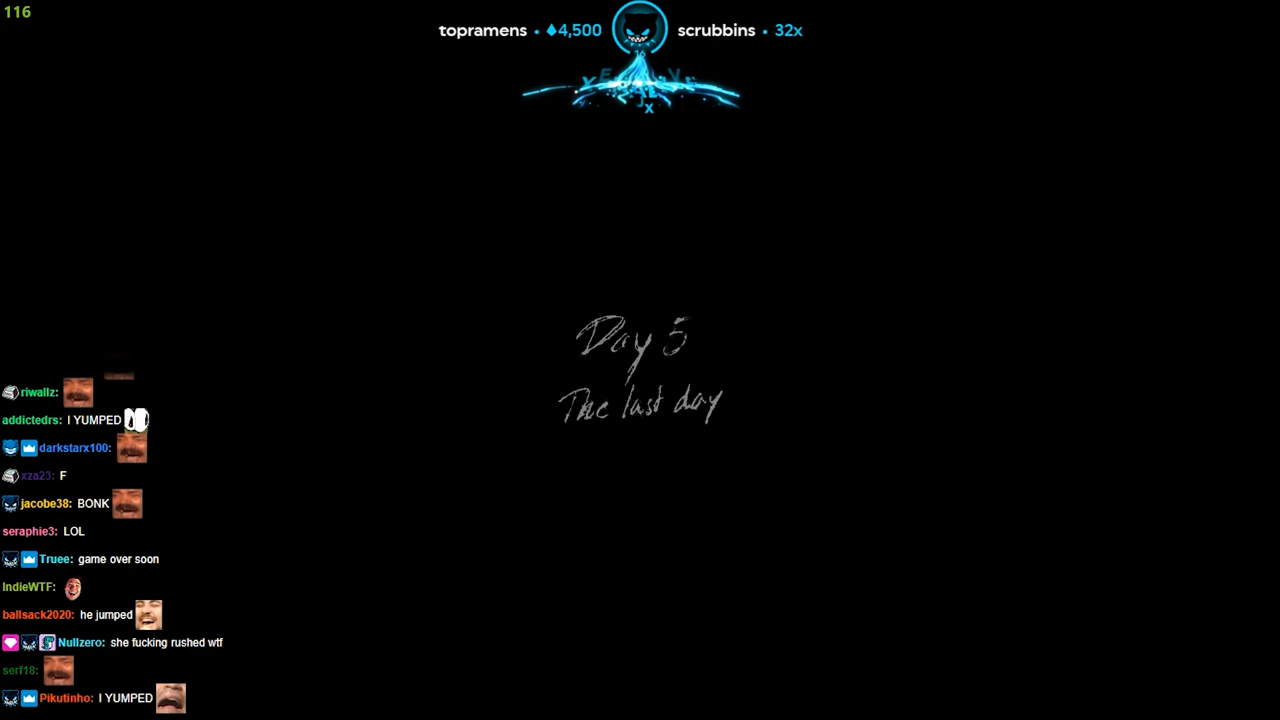 116
topramens • 4,500 scrubbins • 32x
x
Day 5
The last day
riwallz:
addictedrs: I YUMPED
darkstarx100:
xza23: F
jacobe38: BONK
seraphie3: LOL
Truee: game over soon
IndieWTF:
ballsack2020: he jumped
Nullzero: she fucking rushed wtf
serf18:
Pikutinho: I YUMPED